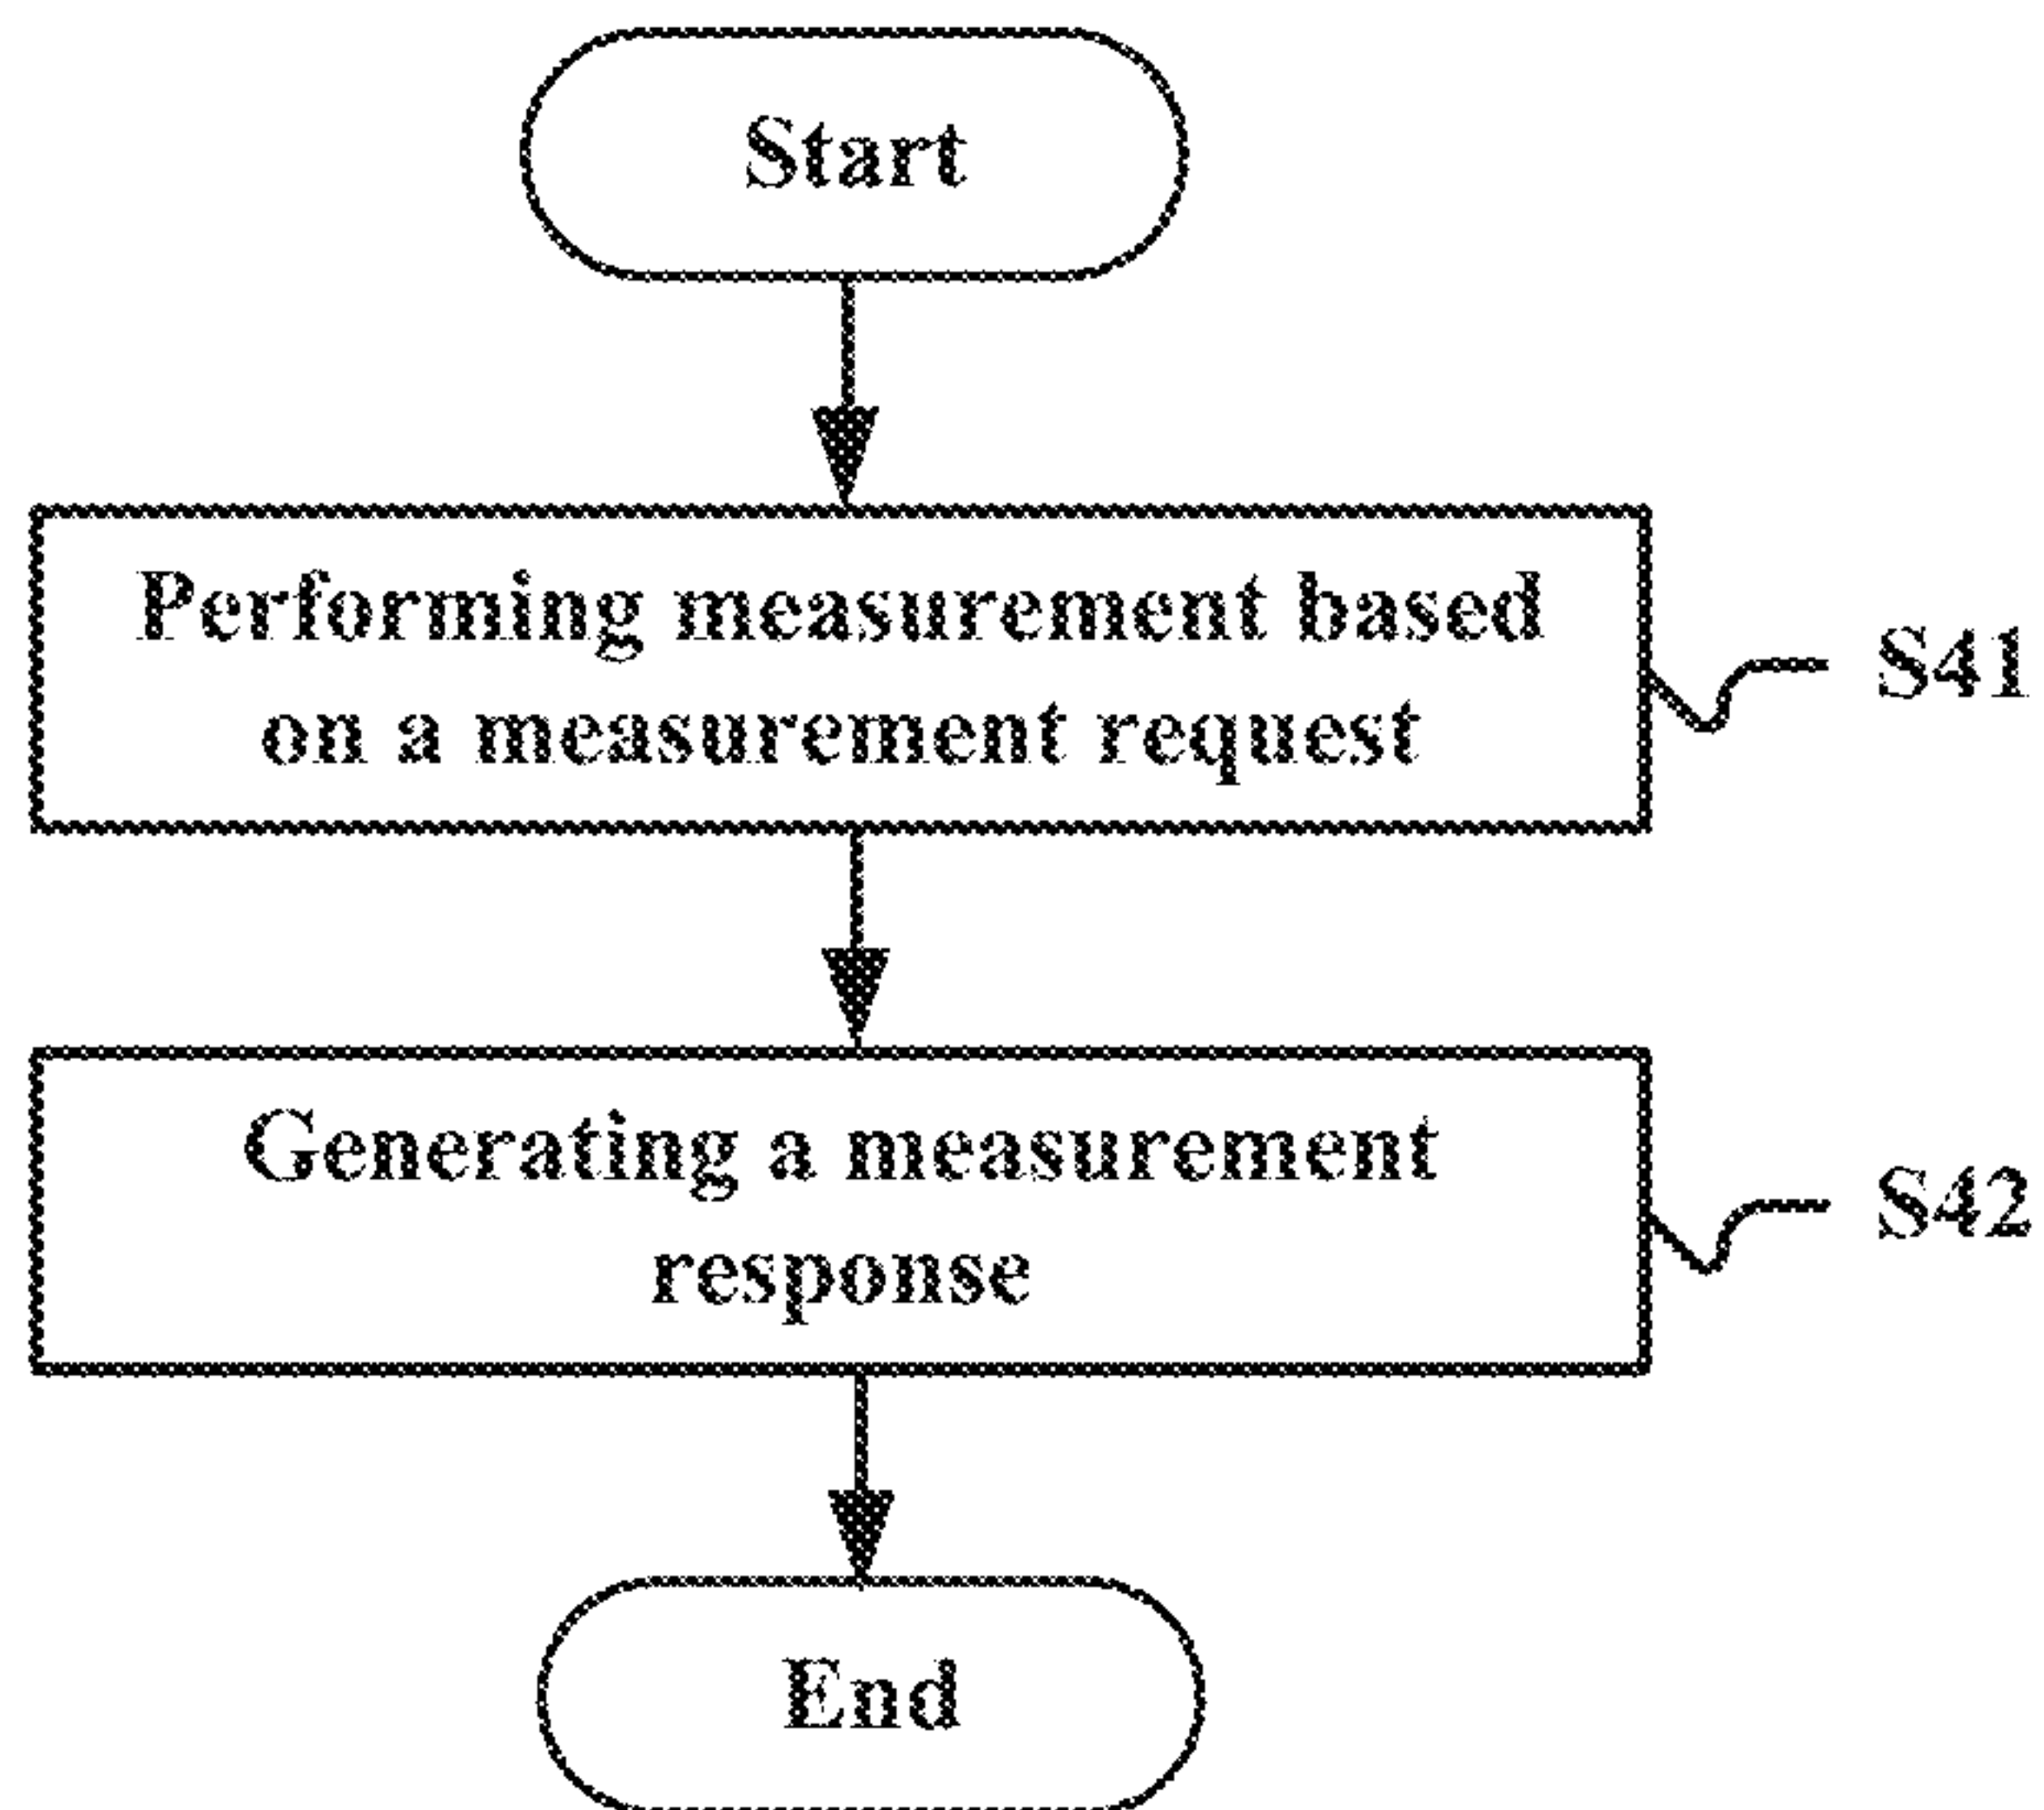 Start
Performing measurement based
on a measurement request
S41
Generating a measurement
response
S42
End